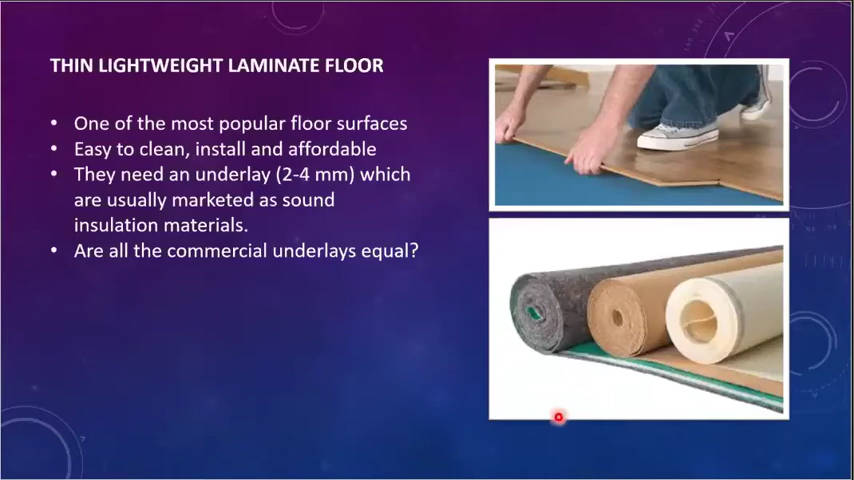 THIN LIGHTWEIGHT LAMINATE FLOOR
• One of the most popular floor surfaces
• Easy to clean, install and affordable
• They need an underlay (2-4 mm) which
are usually marketed as sound
insulation materials.
• Are all the commercial underlays equal?